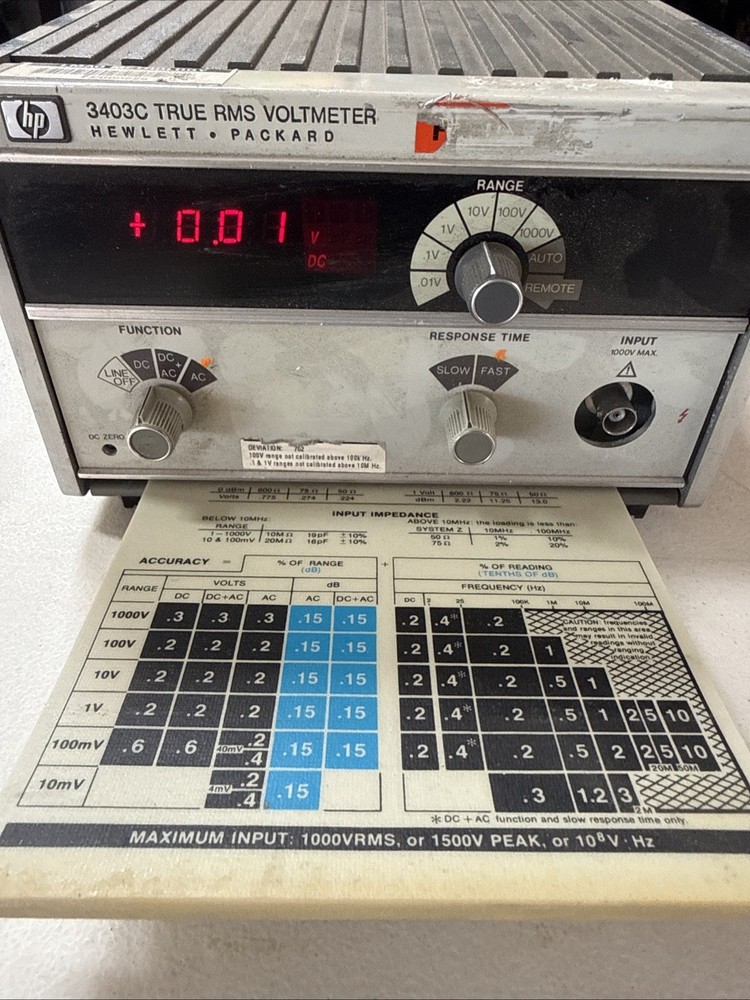 hp
3403C TRUE RMS VOLTMETER
HEWLETT • PACKARD
RANGE
.01V .1V 1V 10V 100V 1000V AUTO REMOTE
+ 0.01
V
DC
FUNCTION
LINE OFF DC DC + AC AC
DC ZERO
RESPONSE TIME
SLOW FAST
INPUT
1000V MAX.
DEVIATION: 762
100V range not calibrated above 100k Hz.
.1 & 1V ranges not calibrated above 10M Hz.
0 dBm 600 Ω 75 Ω 50 Ω
Volts .775 .274 .224
1 Volt 600 Ω 75 Ω 50 Ω
dBm 2.22 11.25 13.0
INPUT IMPEDANCE
BELOW 10MHz:
RANGE
1-1000V 10M Ω 19pF ±10%
10 & 100mV 20M Ω 16pF ±10%
ABOVE 10MHz: the loading is less than:
SYSTEM Z 10MHz 100MHz
50 Ω 1% 10%
75 Ω 2% 20%
ACCURACY = % OF RANGE (dB) + % OF READING (TENTHS OF dB)
RANGE VOLTS dB FREQUENCY (Hz)
DC DC+AC AC AC DC+AC DC 2 25 100K 1M 10M 100M
1000V .3 .3 .3 .15 .15 .2 .4* .2
100V .2 .2 .2 .15 .15 .2 .4* .2 1
10V .2 .2 .2 .15 .15 .2 .4* .2 .5 1
1V .2 .2 .2 .15 .15 .2 .4* .2 .5 1 2 5 10
100mV .6 .6 40mV .2 .4 .15 .15 .2 .4* .2 .5 2 2 5 10
20M 50M
10mV 4mV .2 .4 .15 .3 1.2 3
2M
CAUTION: frequencies
and ranges in this area
may result in invalid
readings without
ranging
indication
* DC + AC function and slow response time only.
MAXIMUM INPUT: 1000VRMS, or 1500V PEAK, or 10⁸ V · Hz